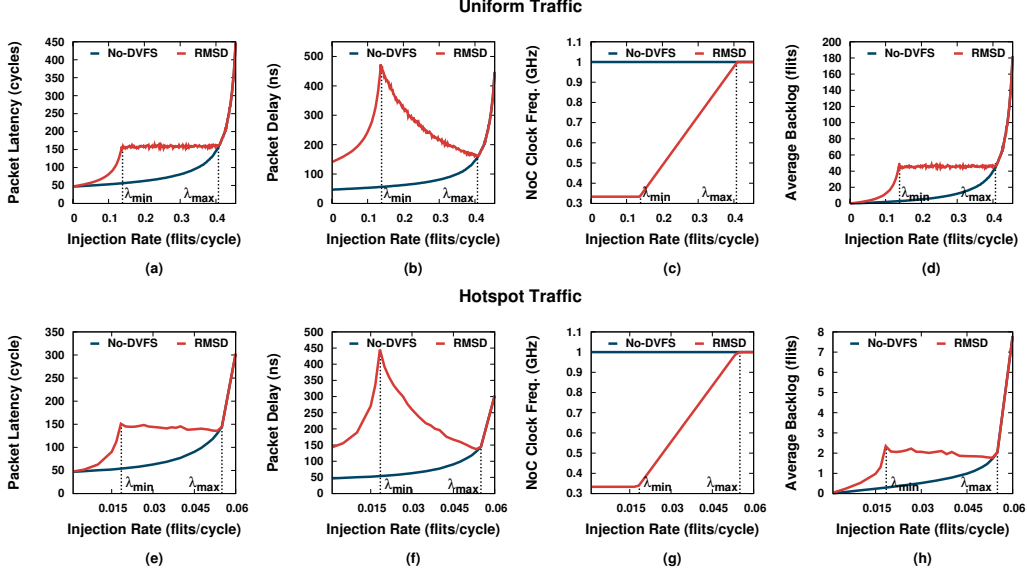 Uniform Traffic
Packet Latency (cycles)
450
400
350
300
250
200
150
100
50
0
No-DVFS
RMSD
λmin
λmax
0
0.1
0.2
0.3
0.4
Injection Rate (flits/cycle)
(a)
Packet Delay (ns)
500
400
300
200
100
0
No-DVFS
RMSD
λmin
λmax
0
0.1
0.2
0.3
0.4
Injection Rate (flits/cycle)
(b)
NoC Clock Freq. (GHz)
1.1
1
0.9
0.8
0.7
0.6
0.5
0.4
0.3
No-DVFS
RMSD
λmin
λmax
0
0.1
0.2
0.3
0.4
Injection Rate (flits/cycle)
(c)
Average Backlog (flits)
200
180
160
140
120
100
80
60
40
20
0
No-DVFS
RMSD
λmin
λmax
0
0.1
0.2
0.3
0.4
Injection Rate (flits/cycle)
(d)
Hotspot Traffic
Packet Latency (cycle)
350
300
250
200
150
100
50
0
No-DVFS
RMSD
λmin
λmax
0.015
0.03
0.045
0.06
Injection Rate (flits/cycle)
(e)
Packet Delay (ns)
500
450
400
350
300
250
200
150
100
50
0
No-DVFS
RMSD
λmin
λmax
0.015
0.03
0.045
0.06
Injection Rate (flits/cycle)
(f)
NoC Clock Freq. (GHz)
1.1
1
0.9
0.8
0.7
0.6
0.5
0.4
0.3
No-DVFS
RMSD
λmin
λmax
0.015
0.03
0.045
0.06
Injection Rate (flits/cycle)
(g)
Average Backlog (flits)
8
7
6
5
4
3
2
1
0
No-DVFS
RMSD
λmin
λmax
0.015
0.03
0.045
0.06
Injection Rate (flits/cycle)
(h)